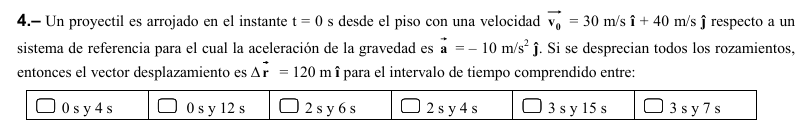 4.– Un proyectil es arrojado en el instante t = 0 s desde el piso con una velocidad v₀⃗ = 30 m/s î + 40 m/s ĵ respecto a un
sistema de referencia para el cual la aceleración de la gravedad es a⃗ = – 10 m/s² ĵ. Si se desprecian todos los rozamientos,
entonces el vector desplazamiento es Δr⃗ = 120 m î para el intervalo de tiempo comprendido entre:
▢ 0 s y 4 s ▢ 0 s y 12 s ▢ 2 s y 6 s ▢ 2 s y 4 s ▢ 3 s y 15 s ▢ 3 s y 7 s